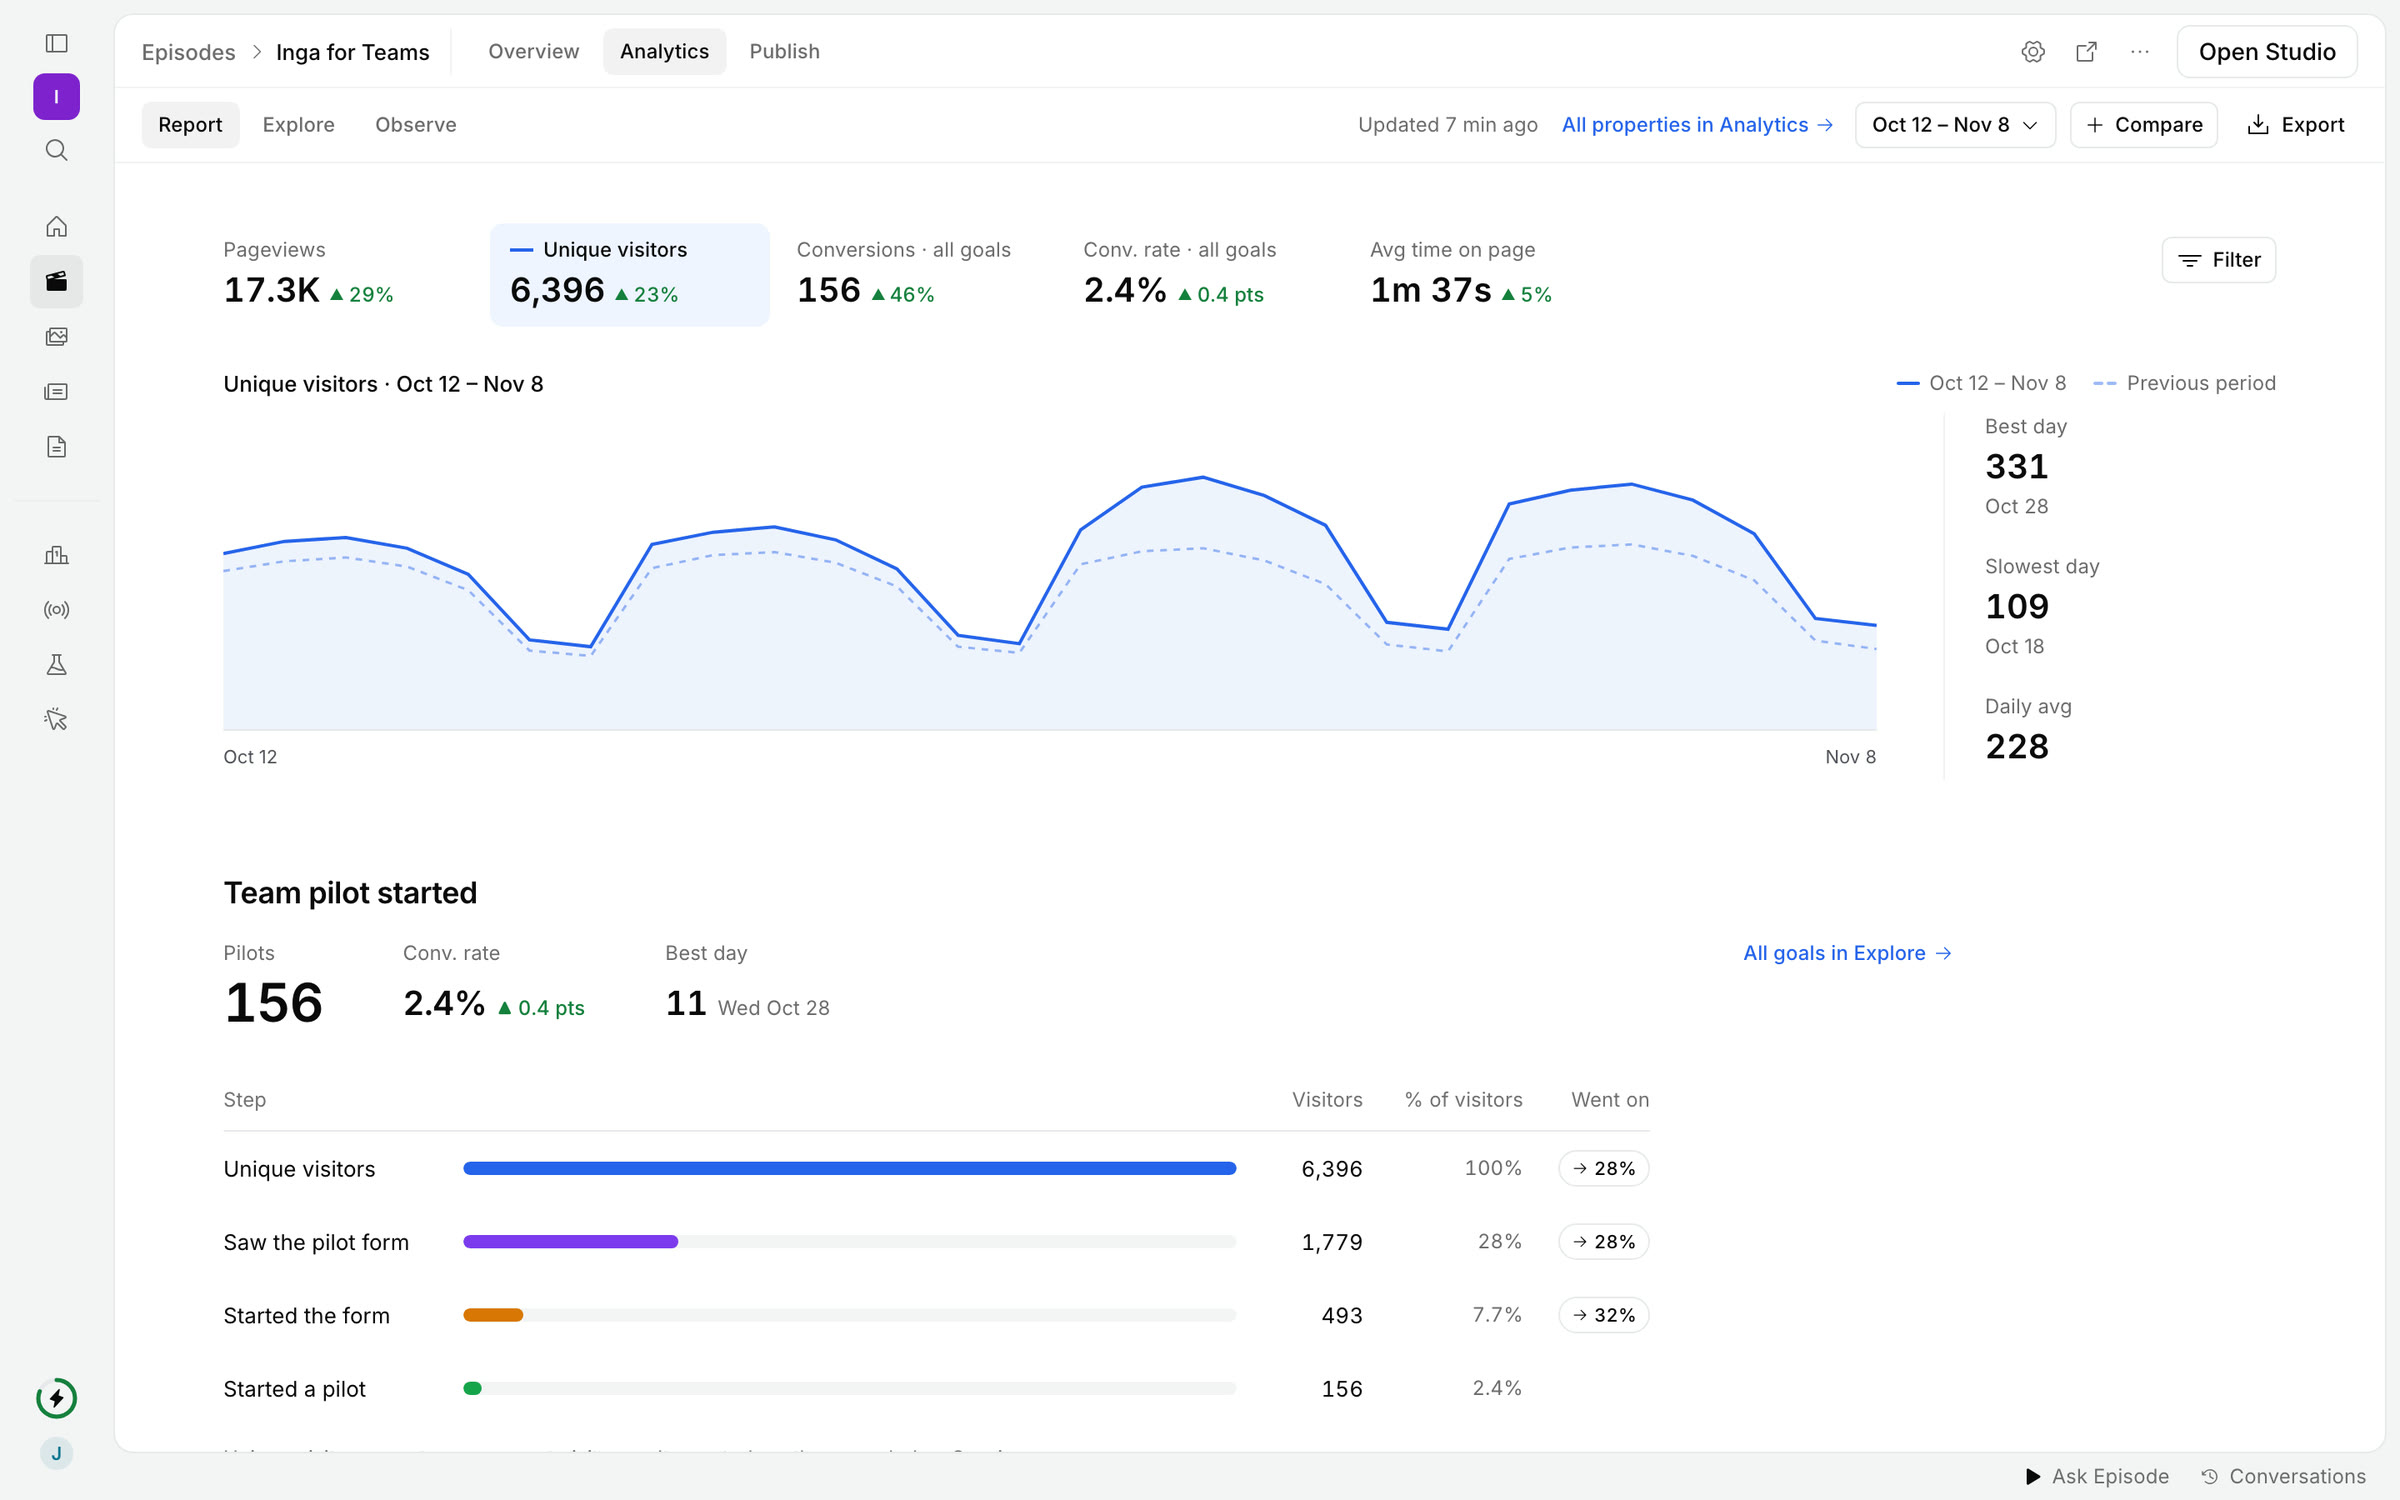 Episodes > Inga for Teams Overview Analytics Publish Open Studio
I
Report Explore Observe Updated 7 min ago All properties in Analytics → Oct 12 – Nov 8 + Compare Export
Pageviews Unique visitors Conversions · all goals Conv. rate · all goals Avg time on page Filter
17.3K ▲ 29% 6,396 ▲ 23% 156 ▲ 46% 2.4% ▲ 0.4 pts 1m 37s ▲ 5%
Unique visitors · Oct 12 – Nov 8 Oct 12 – Nov 8 Previous period
Best day
331
Oct 28
Slowest day
109
Oct 18
Daily avg
228
Oct 12 Nov 8
Team pilot started
Pilots Conv. rate Best day All goals in Explore →
156 2.4% ▲ 0.4 pts 11 Wed Oct 28
Step Visitors % of visitors Went on
Unique visitors 6,396 100% → 28%
Saw the pilot form 1,779 28% → 28%
Started the form 493 7.7% → 32%
Started a pilot 156 2.4%
J
Ask Episode Conversations